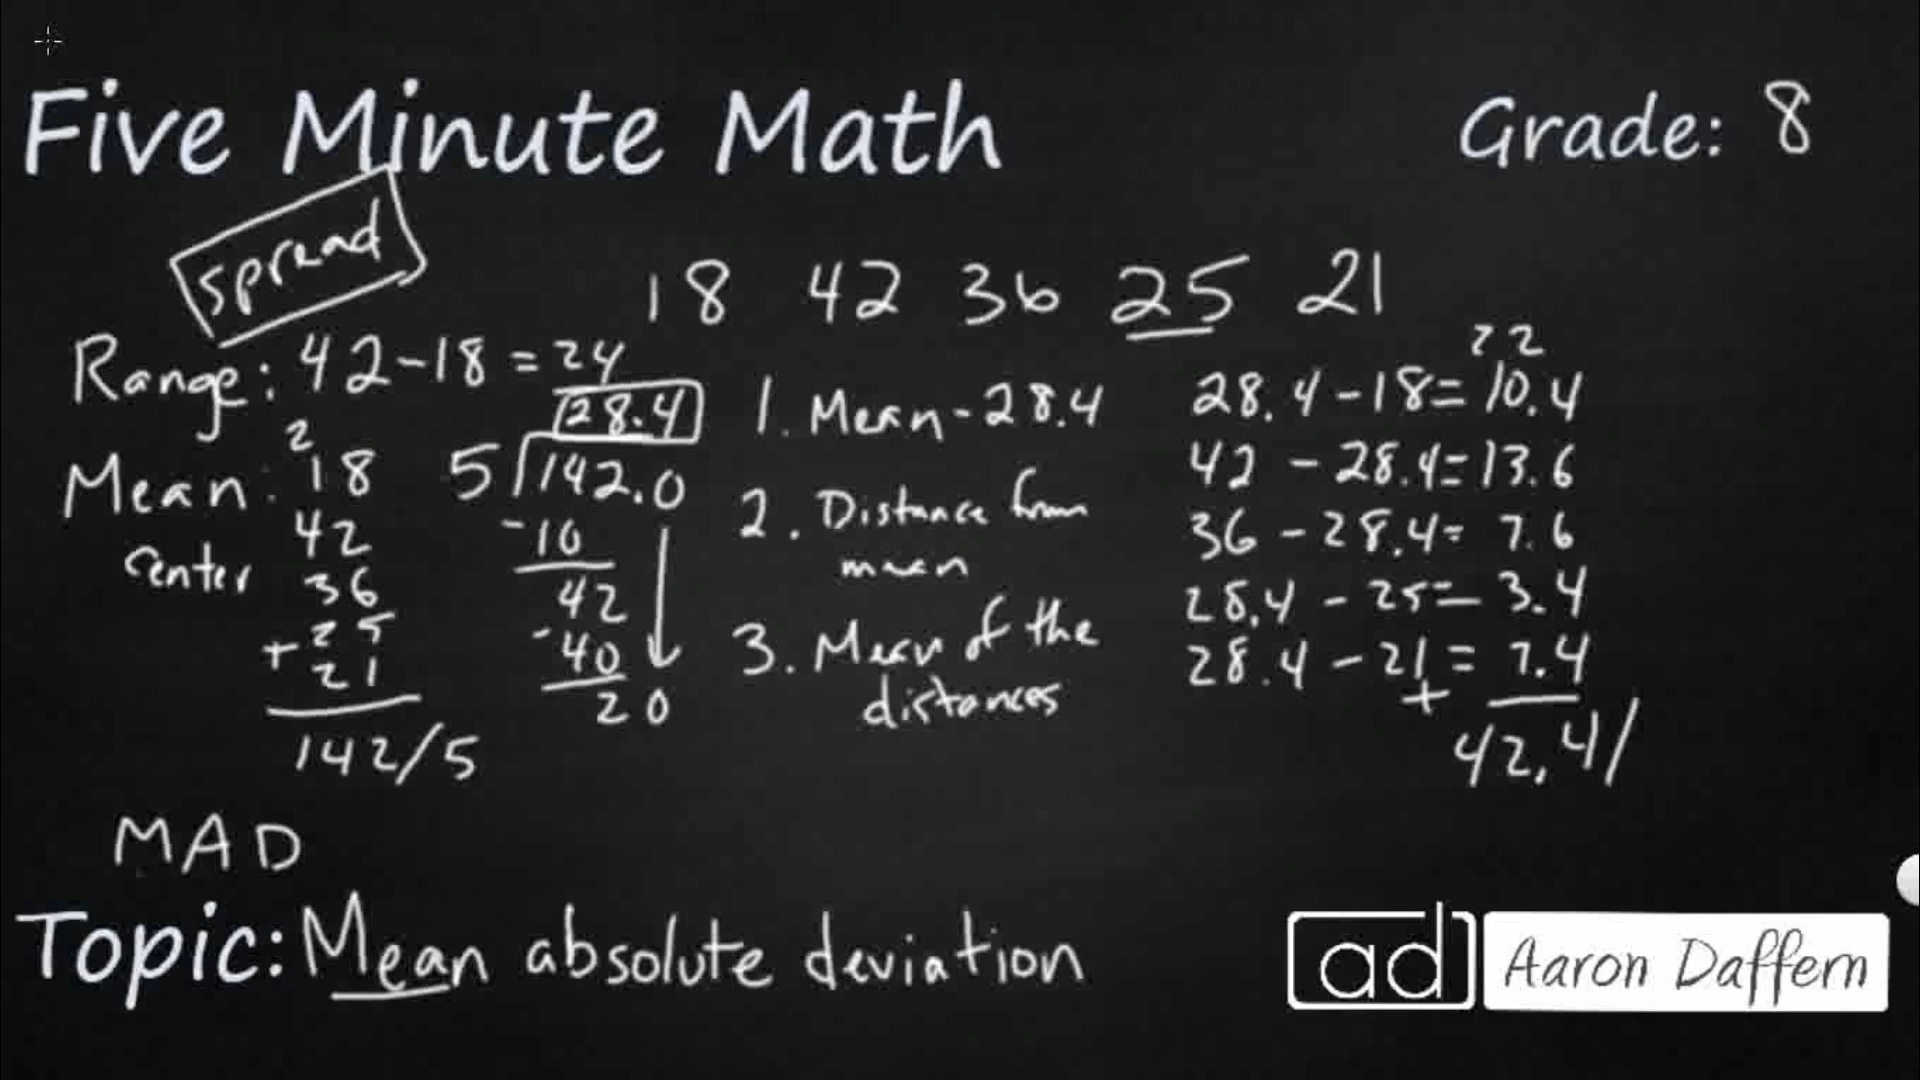 Five Minute Math
Grade: 8
spread
18 42 36 25 21
Range: 42-18 = 24
Mean:
center
2
18
42
36
+ 25
21
142/5
28.4
5 142.0
-10
42
-40
20
1. Mean - 28.4
2. Distance from
mean
3. Mean of the
distances
2 2
28.4 - 18 = 10.4
42 - 28.4 = 13.6
36 - 28.4 = 7.6
28.4 - 25 = 3.4
28.4 - 21 = 7.4
+
42.4/
MAD
Topic: Mean absolute deviation
ad Aaron Daffern